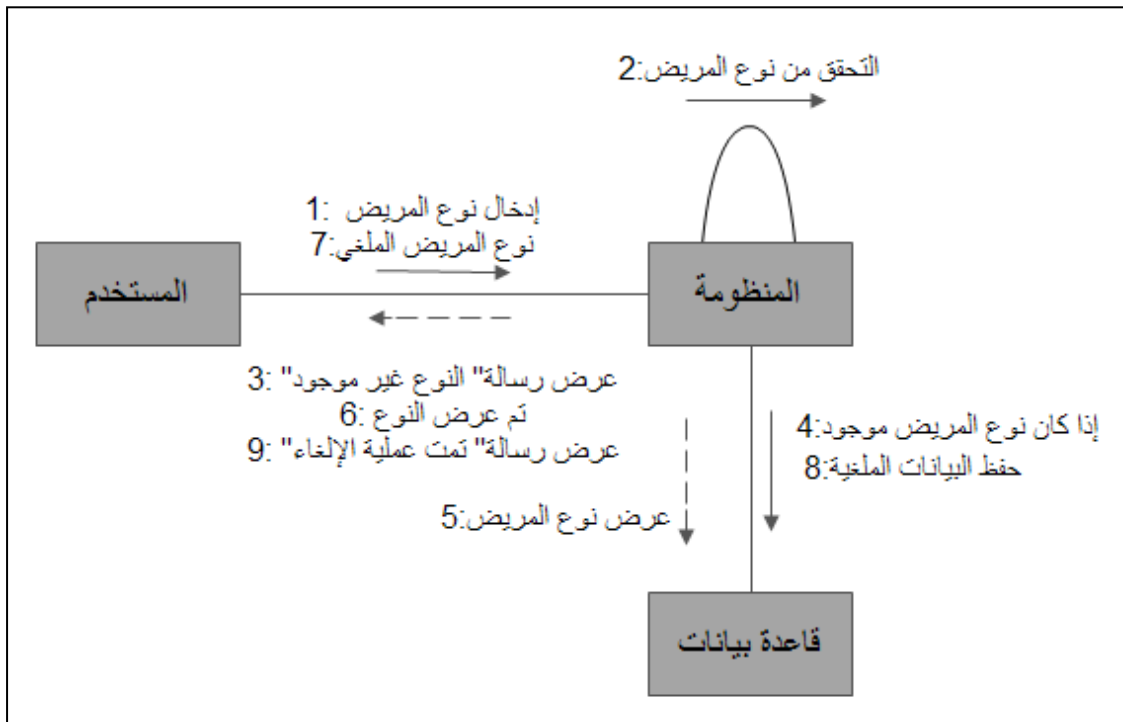 التحقق من نوع المريض:2
إدخال نوع المريض :1
نوع المريض الملغي:7
المستخدم
المنظومة
عرض رسالة" النوع غير موجود" :3
تم عرض النوع :6
عرض رسالة" تمت عملية الإلغاء" :9
إذا كان نوع المريض موجود:4
حفظ البيانات الملغية:8
عرض نوع المريض:5
قاعدة بيانات